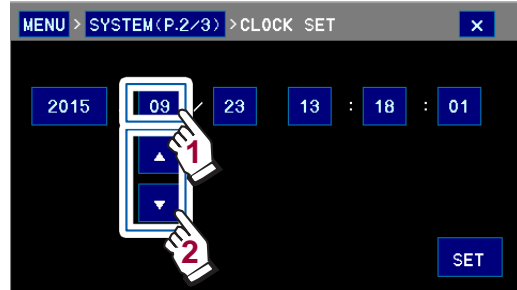 MENU > SYSTEM(P.2/3) >CLOCK SET ×
2015 09 / 23 13 : 18 : 01
▲ 1
▼ 2
SET